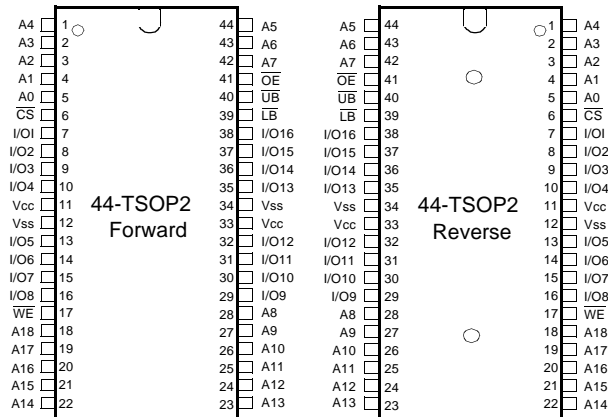 A4 1 44 A5 A5 44 1 A4
A3 2 43 A6 A6 43 2 A3
A2 3 42 A7 A7 42 3 A2
A1 4 41 OE OE 41 4 A1
A0 5 40 UB UB 40 5 A0
CS 6 39 LB LB 39 6 CS
I/OI 7 38 I/O16 I/O16 38 7 I/OI
I/O2 8 37 I/O15 I/O15 37 8 I/O2
I/O3 9 36 I/O14 I/O14 36 9 I/O3
I/O4 10 35 I/O13 I/O13 35 10 I/O4
Vcc 11 44-TSOP2 34 Vss Vss 34 44-TSOP2 11 Vcc
Vss 12 Forward 33 Vcc Vcc 33 Reverse 12 Vss
I/O5 13 32 I/O12 I/O12 32 13 I/O5
I/O6 14 31 I/O11 I/O11 31 14 I/O6
I/O7 15 30 I/O10 I/O10 30 15 I/O7
I/O8 16 29 I/O9 I/O9 29 16 I/O8
WE 17 28 A8 A8 28 17 WE
A18 18 27 A9 A9 27 18 A18
A17 19 26 A10 A10 26 19 A17
A16 20 25 A11 A11 25 20 A16
A15 21 24 A12 A12 24 21 A15
A14 22 23 A13 A13 23 22 A14